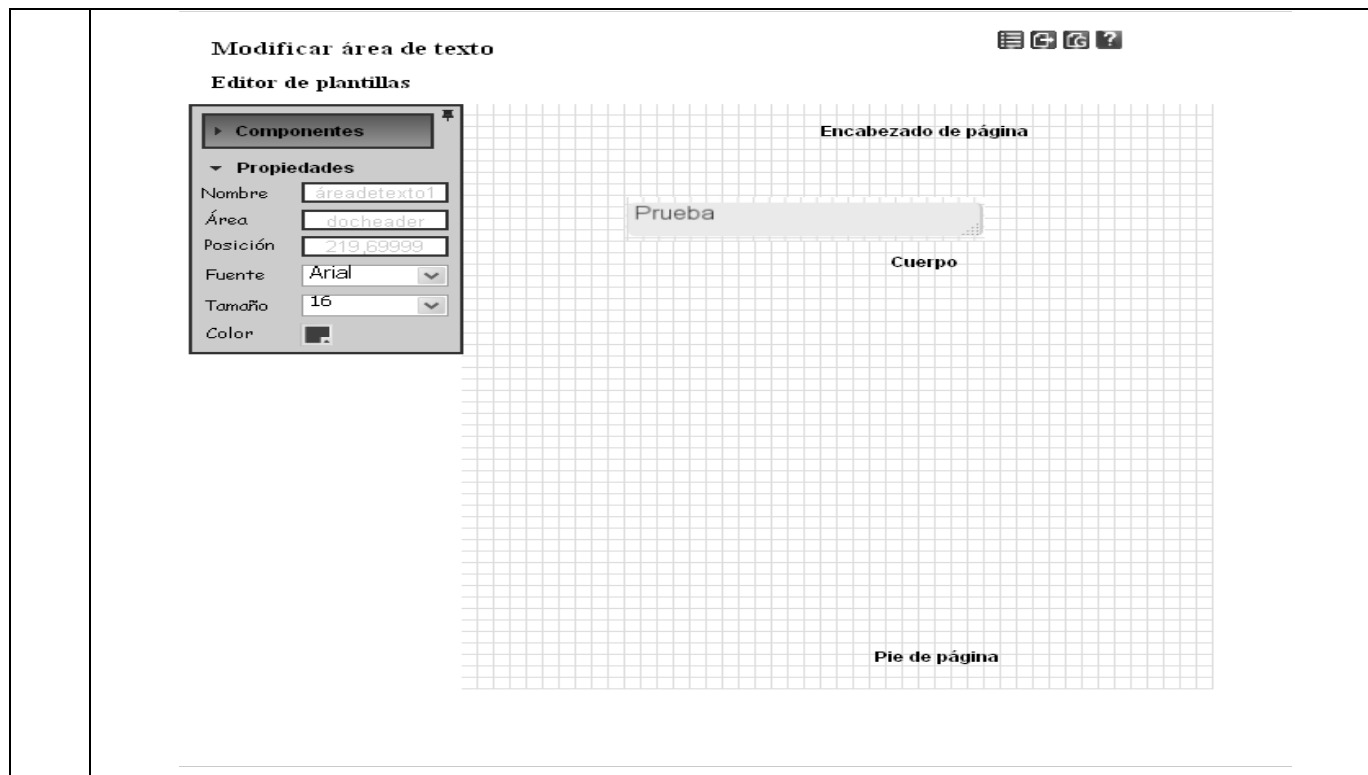 Modificar área de texto
?
Editor de plantillas
Componentes
Propiedades
Nombre áreadetexto1
Área docheader
Posición 219,69999
Fuente Arial
Tamaño 16
Color
Encabezado de página
Prueba
Cuerpo
Pie de página